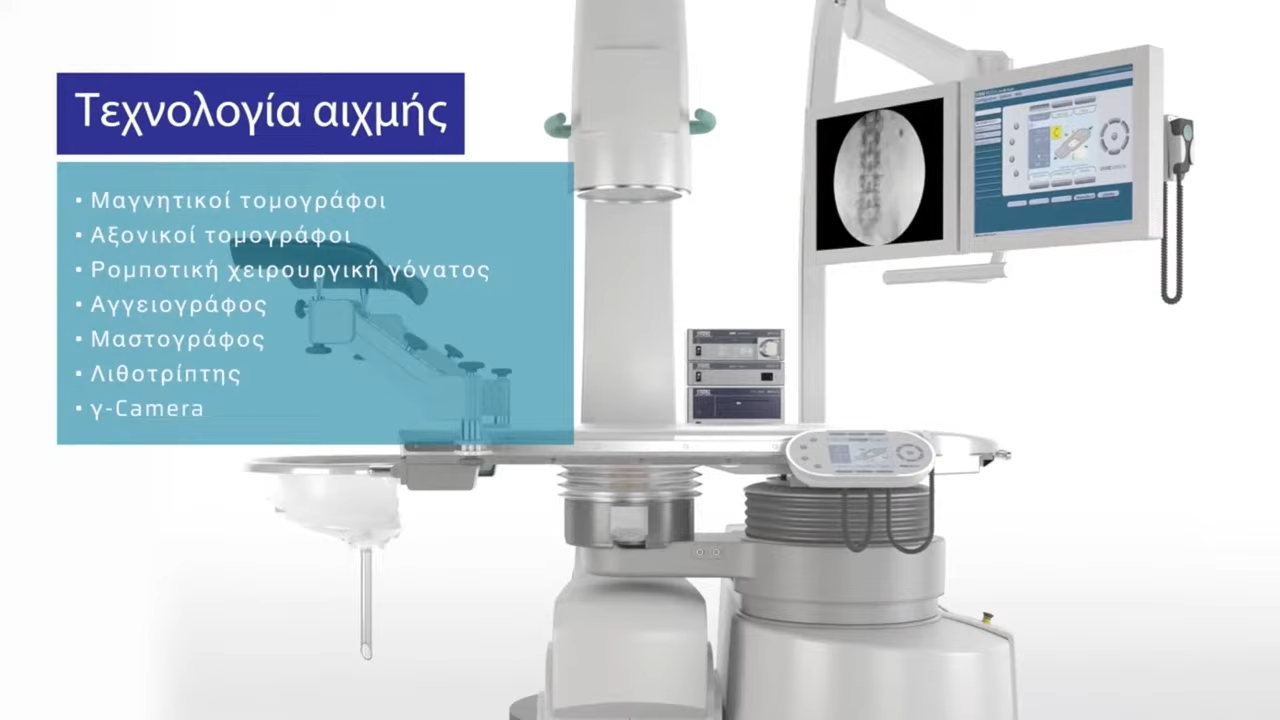 Τεχνολογία αιχμής
• Μαγνητικοί τομογράφοι
• Αξονικοί τομογράφοι
• Ρομποτική χειρουργική γόνατος
• Αγγειογράφος
• Μαστογράφος
• Λιθοτρίπτης
• γ-Camera